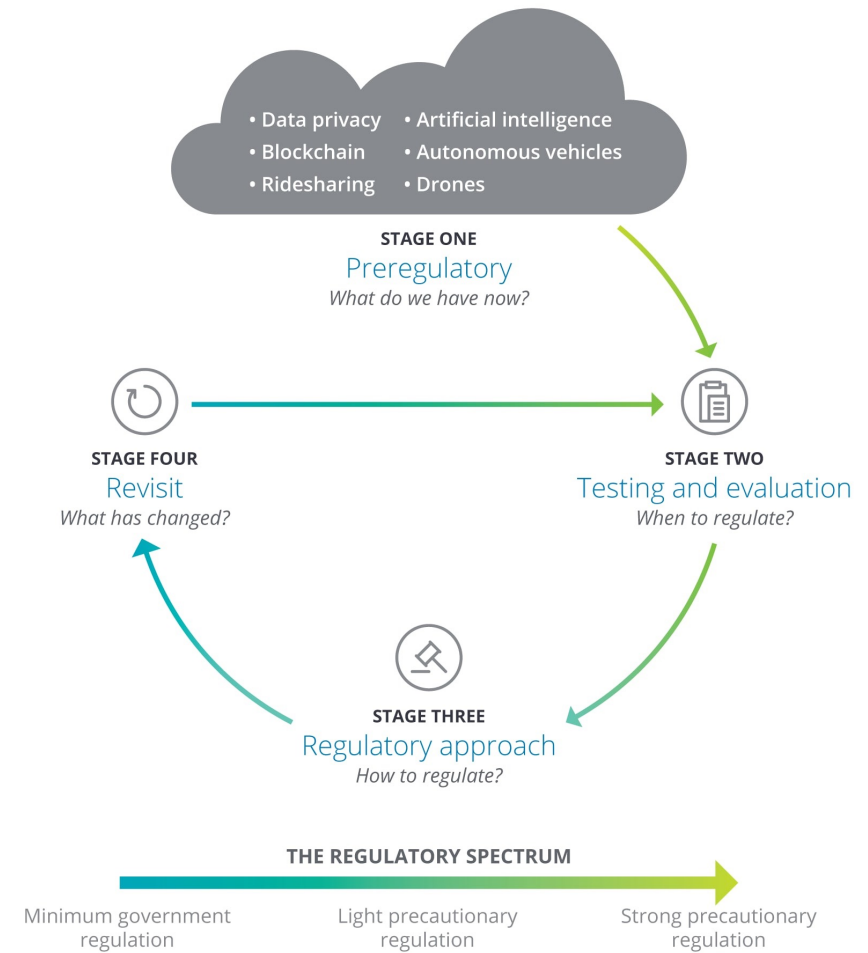 • Data privacy
• Blockchain
• Ridesharing
• Artificial intelligence
• Autonomous vehicles
• Drones
STAGE ONE
Preregulatory
What do we have now?
STAGE TWO
Testing and evaluation
When to regulate?
STAGE THREE
Regulatory approach
How to regulate?
STAGE FOUR
Revisit
What has changed?
THE REGULATORY SPECTRUM
Minimum government
regulation
Light precautionary
regulation
Strong precautionary
regulation